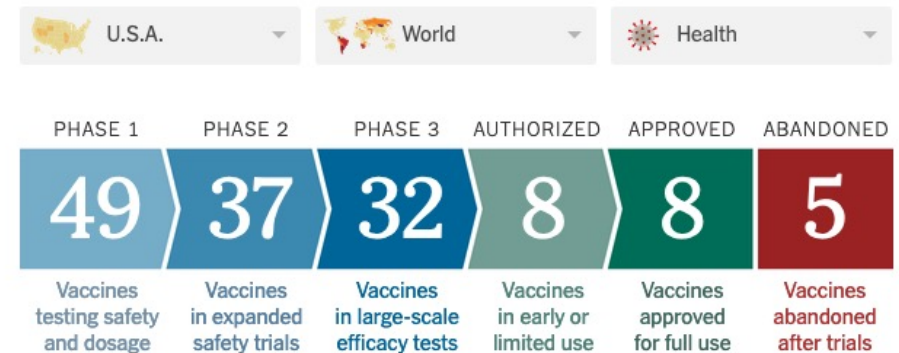 U.S.A. World Health
PHASE 1 PHASE 2 PHASE 3 AUTHORIZED APPROVED ABANDONED
49 37 32 8 8 5
Vaccines Vaccines Vaccines Vaccines Vaccines Vaccines
testing safety in expanded in large-scale in early or approved abandoned
and dosage safety trials efficacy tests limited use for full use after trials